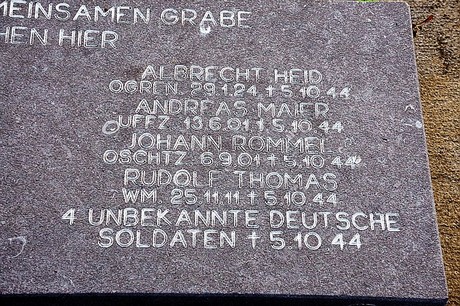 MEINSAMEN GRABE
HEN HIER
ALBRECHT HEID
OGREN. 29.1.24 ✝ 5.10.44
ANDREAS MAIER
UFFZ. 13.6.01 ✝ 5.10.44
JOHANN ROMMEL
OSCHTZ. 6.9.01 ✝ 5.10.44
RUDOLF THOMAS
WM. 25.11.11 ✝ 5.10.44
4 UNBEKANNTE DEUTSCHE
SOLDATEN ✝ 5.10.44